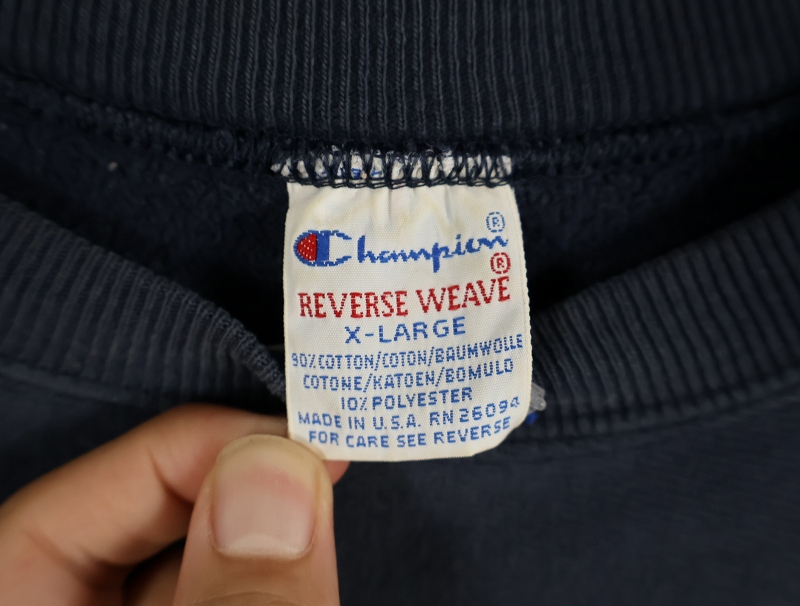 Champion®
®
REVERSE WEAVE
X-LARGE
90% COTTON/COTON/BAUMWOLLE
COTONE/KATOEN/BOMULD
10% POLYESTER
MADE IN U.S.A. RN 26094
FOR CARE SEE REVERSE